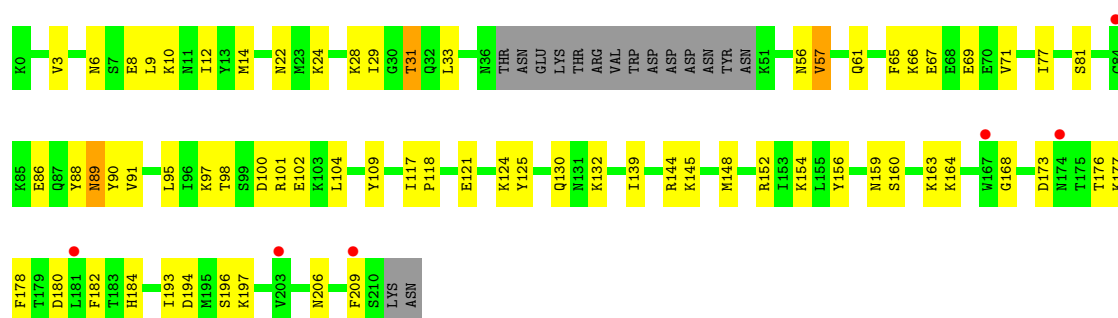 K0 V3 N6 S7 E8 L9 K10 N11 I12 Y13 M14 N22 M23 K24 K28 I29 G30 T31 Q32 L33 N36 THR ASN GLU LYS THR ARG VAL TRP ASP ASP ASP ASN TYR ASN K51 N56 V57 Q61 F65 K66 E67 E68 E69 E70 V71 I77 S81 G84
K85 E86 Q87 Y88 N89 Y90 V91 L95 I96 K97 T98 S99 D100 R101 E102 K103 L104 Y109 I117 P118 E121 K124 Y125 Q130 N131 K132 I139 R144 K145 M148 R152 I153 K154 L155 Y156 N159 S160 K163 K164 W167 G168 D173 N174 T175 T176 K177
F178 T179 D180 L181 F182 T183 H184 I193 D194 M195 S196 K197 V203 N206 F209 S210 LYS ASN